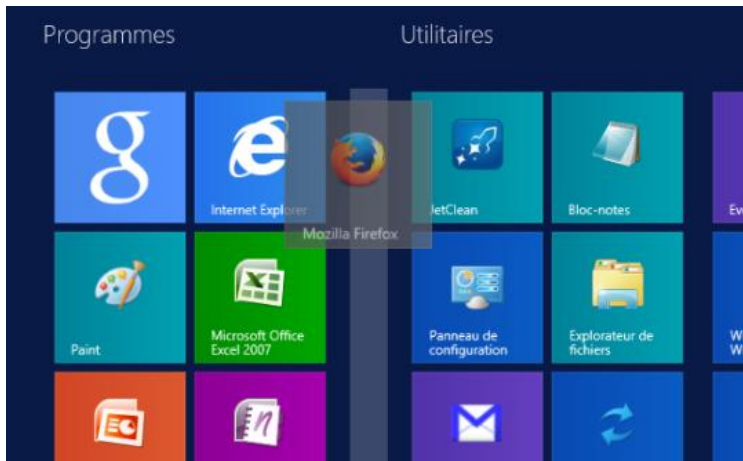 Programmes
Utilitaires
Internet Explorer
Mozilla Firefox
JetClean
Bloc-notes
Paint
Microsoft Office
Excel 2007
Panneau de
configuration
Explorateur de
fichiers